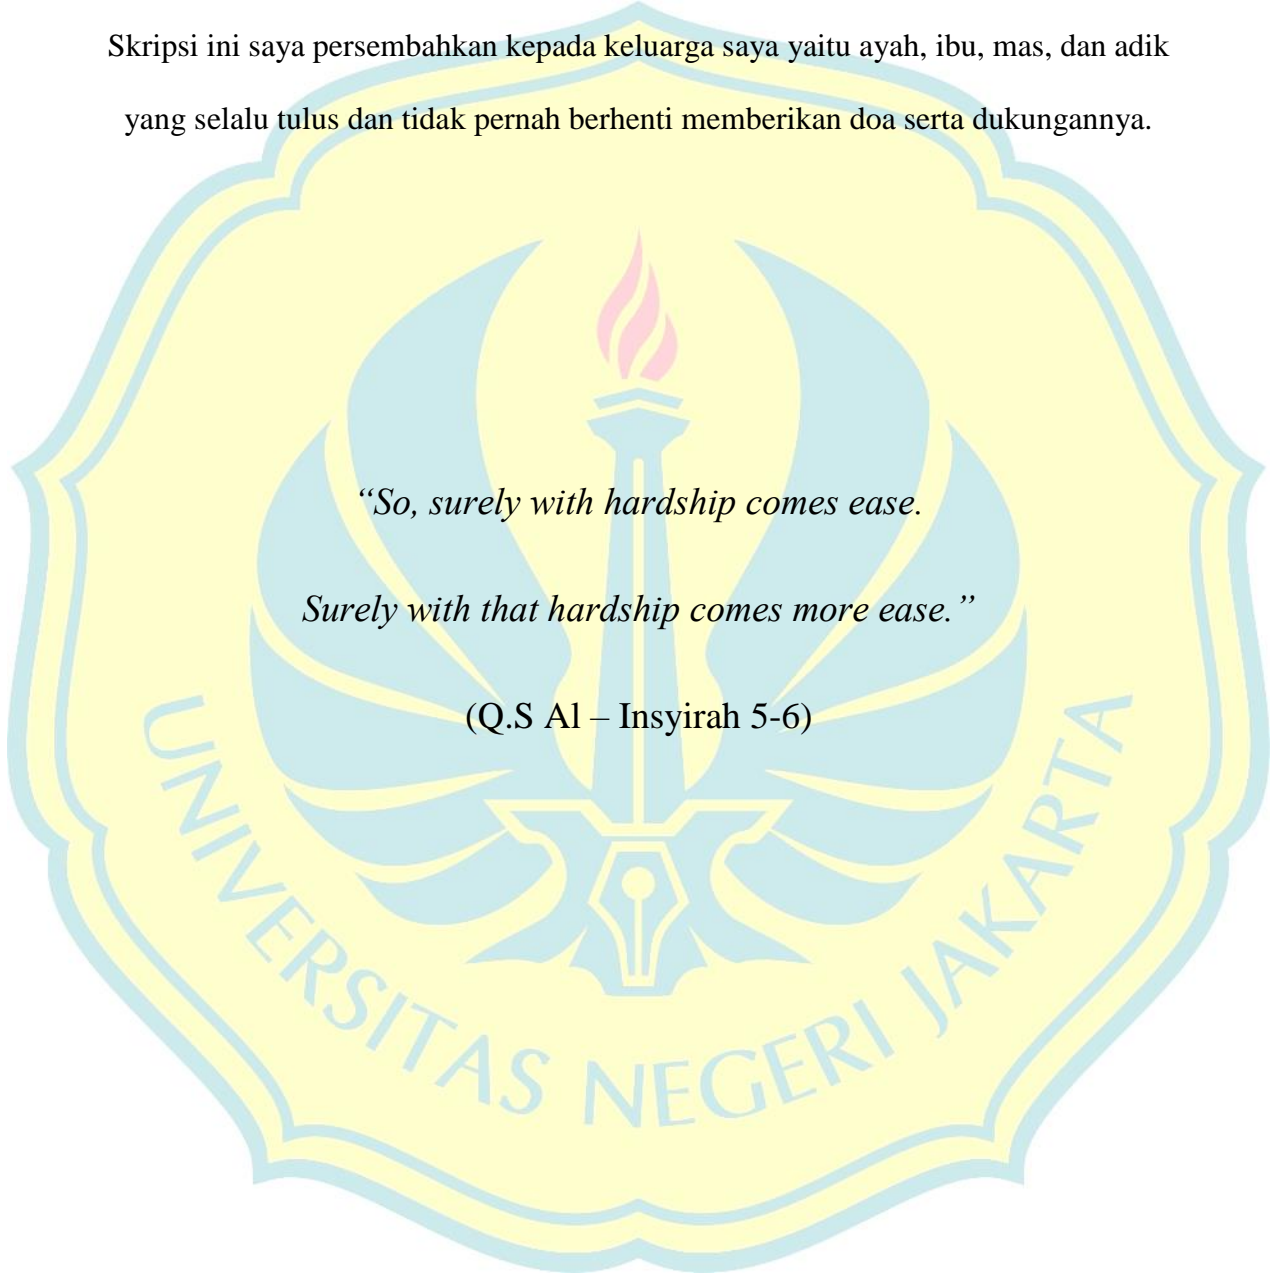 Skripsi ini saya persembahkan kepada keluarga saya yaitu ayah, ibu, mas, dan adik
yang selalu tulus dan tidak pernah berhenti memberikan doa serta dukungannya.
“So, surely with hardship comes ease.
Surely with that hardship comes more ease.”
(Q.S Al – Insyirah 5-6)
UNIVERSITAS NEGERI JAKARTA